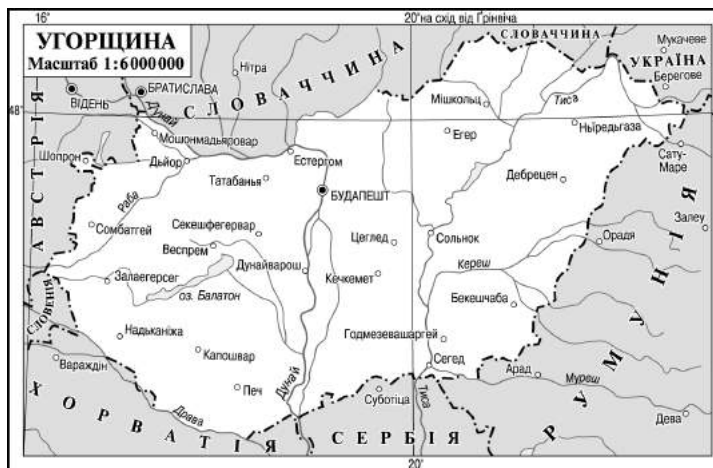 16°
20° на схід від Ґрінвіча
УГОРЩИНА
Масштаб 1:6000000
СЛОВАЧЧИНА
Мукачеве
УКРАЇНА
Берегове
Нітра
БРАТИСЛАВА
ВІДЕНЬ
СЛОВАЧЧИНА
Дунай
48°
48°
Мошонмадьяровар
Мішкольц
Тиса
Егер
Ньїредьгаза
Шопрон
Дьйор
Естергом
Сату-
Маре
АВСТРІЯ
Татабанья
БУДАПЕШТ
Дебрецен
Раба
Залеу
Сомбатгей
Секешфегервар
Цеглед
Сольнок
Орадя
Веспрем
Залаегерсег
Дунайварош
Кечкемет
Кереш
оз. Балатон
Бекешчаба
СЛОВЕНІЯ
Надьканіжа
Годмезевашаргей
Капошвар
Вараждін
Сегед
Арад
Муреш
Печ
Дунай
Суботіца
Тиса
Драва
Дева
РУМУНІЯ
ХОРВАТІЯ
СЕРБІЯ
20°